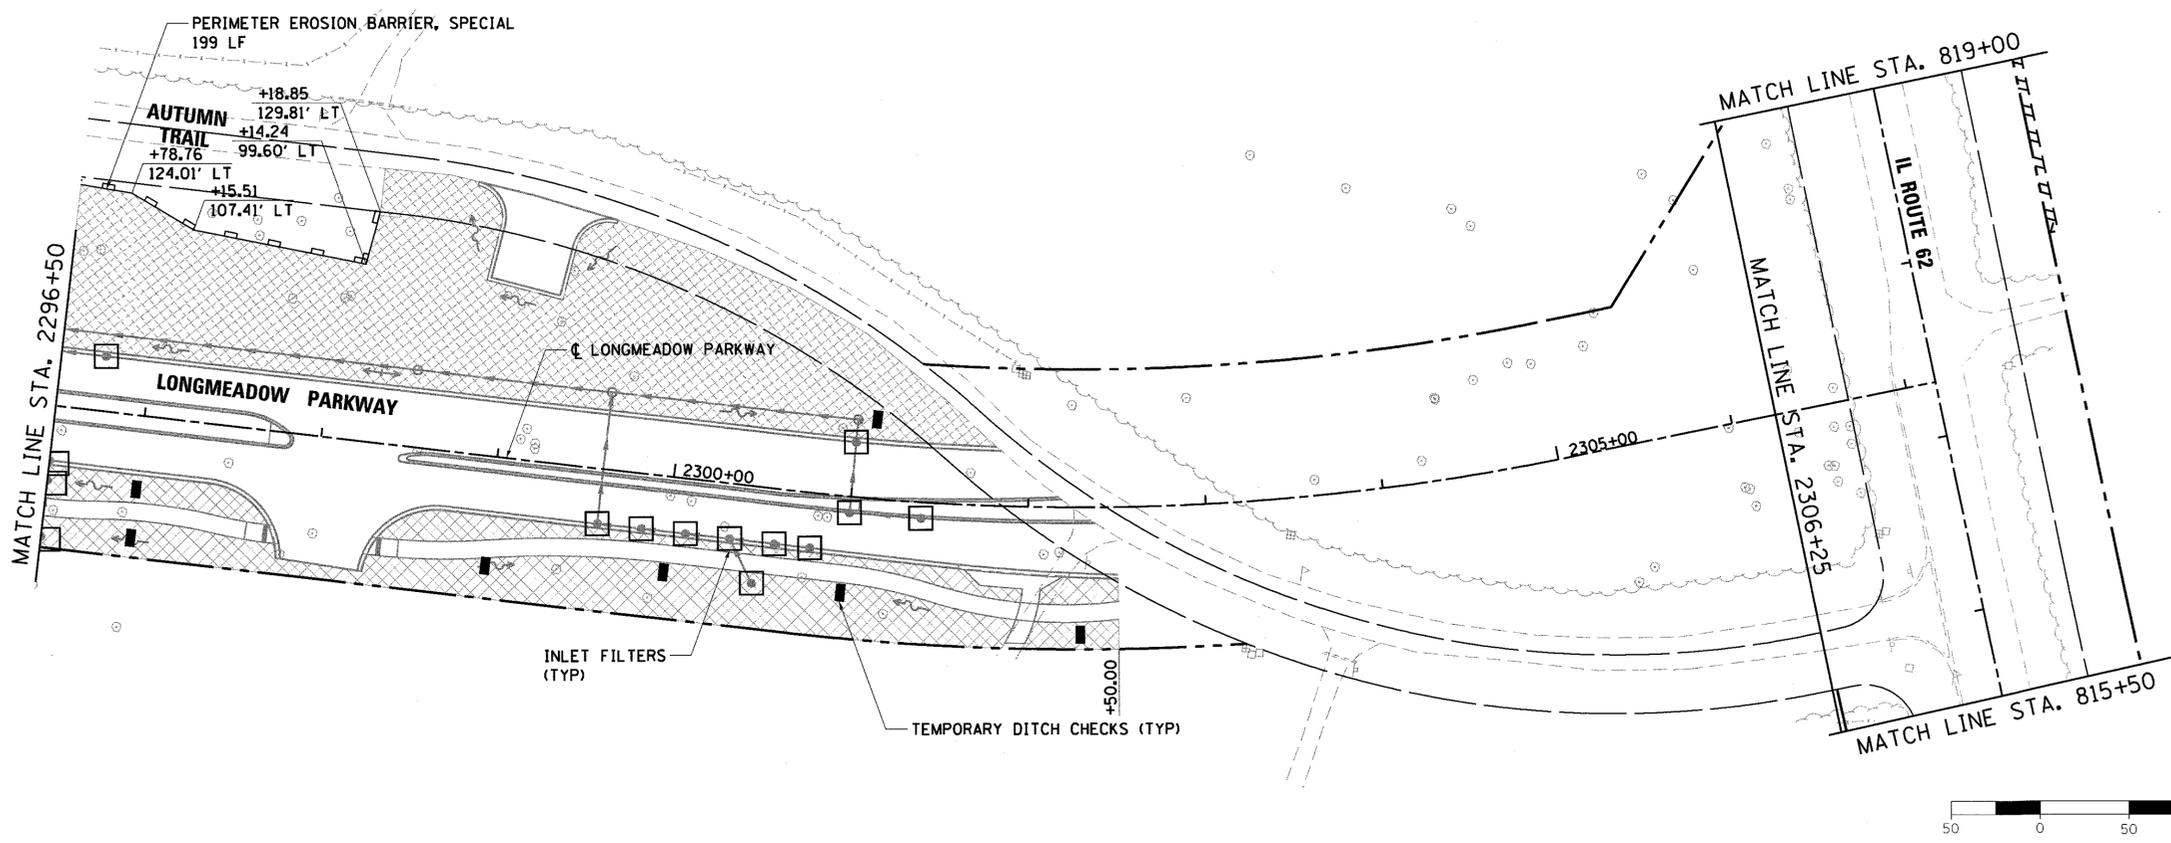 PERIMETER EROSION BARRIER, SPECIAL
199 LF
+18.85
129.81' LT
AUTUMN
TRAIL
+14.24
99.60' LT
+78.76
124.01' LT
+15.51
107.41' LT
MATCH LINE STA. 2296+50
℄ LONGMEADOW PARKWAY
LONGMEADOW PARKWAY
2300+00
INLET FILTERS
(TYP)
TEMPORARY DITCH CHECKS (TYP)
+50.00
2305+00
MATCH LINE STA. 819+00
IL ROUTE 62
MATCH LINE STA. 2306+25
MATCH LINE STA. 815+50
50 0 50